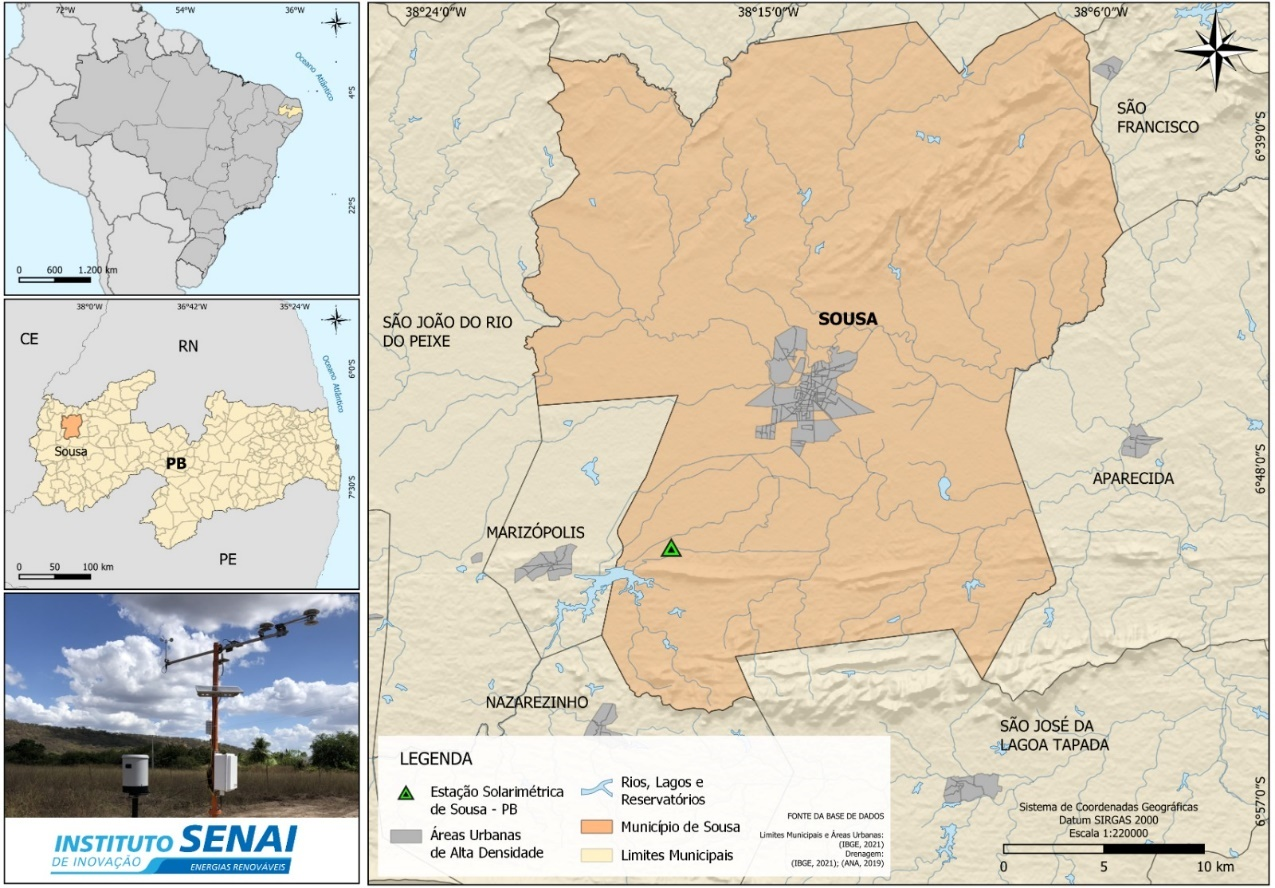 72°W 54°W 36°W
Oceano Atlântico
4°S
22°S
0 600 1.200 km
38°0'W 36°42'W 35°24'W
CE
RN
Oceano Atlântico
6°0'S
Sousa
PB
7°30'S
PE
0 50 100 km
INSTITUTO SENAI
DE INOVAÇÃO ENERGIAS RENOVÁVEIS
38°24'0"W 38°15'0"W 38°6'0"W
SÃO
FRANCISCO
6°39'0"S
SÃO JOÃO DO RIO
DO PEIXE
SOUSA
6°48'0"S
APARECIDA
MARIZÓPOLIS
NAZAREZINHO
SÃO JOSÉ DA
LAGOA TAPADA
6°57'0"S
LEGENDA
Estação Solarimétrica
de Sousa - PB
Áreas Urbanas
de Alta Densidade
Rios, Lagos e
Reservatórios
Município de Sousa
Limites Municipais
FONTE DA BASE DE DADOS
Limites Municipais e Áreas Urbanas:
(IBGE, 2021)
Drenagem:
(IBGE, 2021); (ANA, 2019)
Sistema de Coordenadas Geográficas
Datum SIRGAS 2000
Escala 1:220000
0 5 10 km